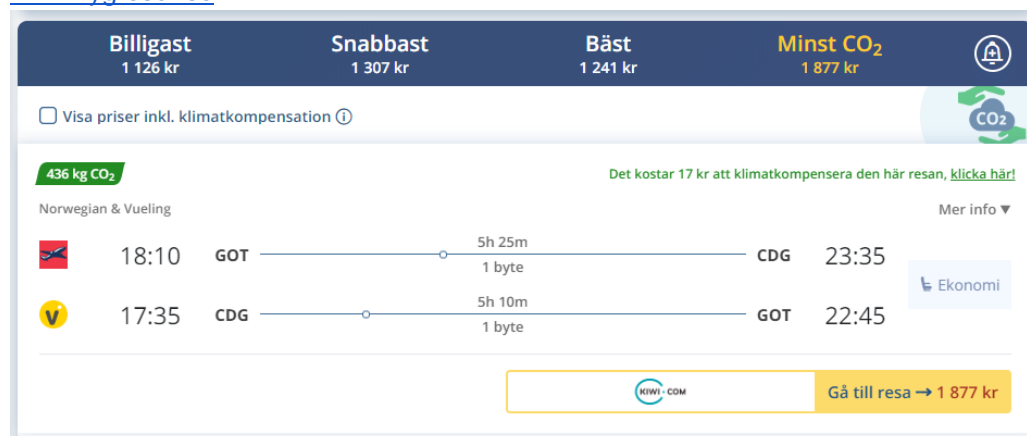 Billigast Snabbast Bäst Minst CO₂
1 126 kr 1 307 kr 1 241 kr 1 877 kr
Visa priser inkl. klimatkompensation
CO₂
436 kg CO₂ Det kostar 17 kr att klimatkompensera den här resan, klicka här!
Norwegian & Vueling Mer info ▼
5h 25m
18:10 GOT CDG 23:35
1 byte
Ekonomi
5h 10m
17:35 CDG GOT 22:45
1 byte
KIWI.COM Gå till resa → 1 877 kr